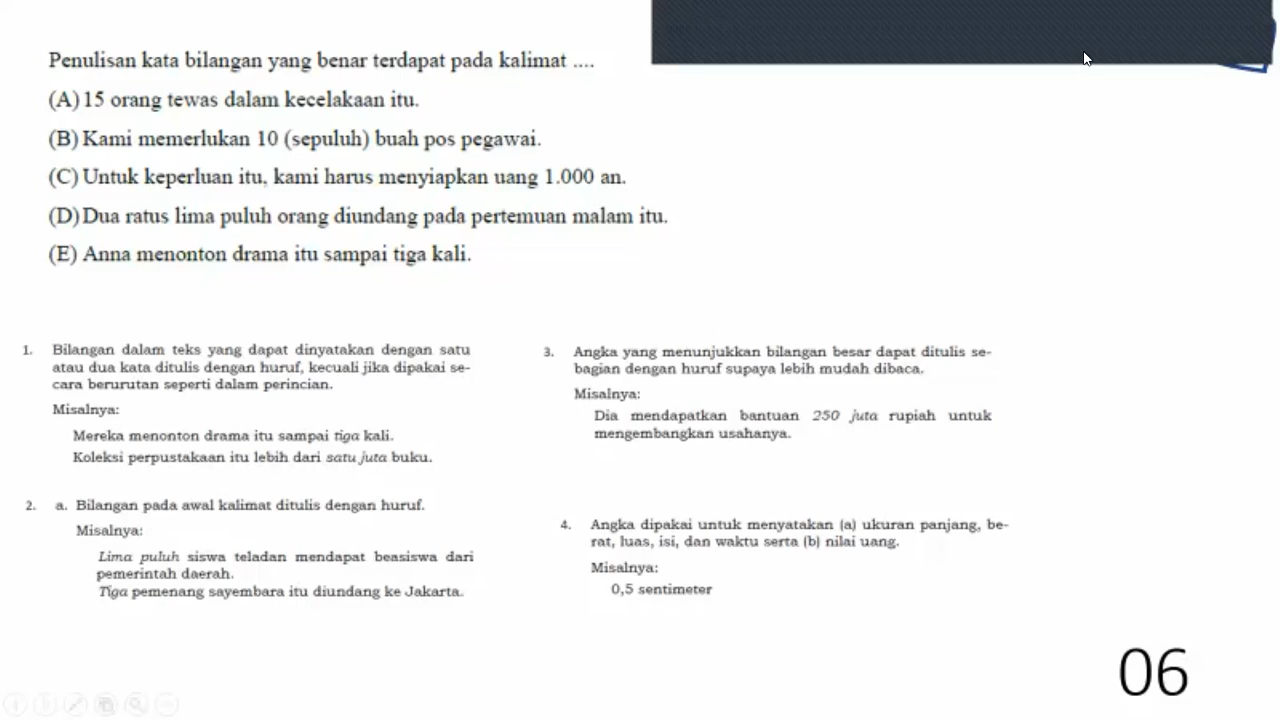 Penulisan kata bilangan yang benar terdapat pada kalimat ....
(A) 15 orang tewas dalam kecelakaan itu.
(B) Kami memerlukan 10 (sepuluh) buah pos pegawai.
(C) Untuk keperluan itu, kami harus menyiapkan uang 1.000 an.
(D) Dua ratus lima puluh orang diundang pada pertemuan malam itu.
(E) Anna menonton drama itu sampai tiga kali.
1. Bilangan dalam teks yang dapat dinyatakan dengan satu
atau dua kata ditulis dengan huruf, kecuali jika dipakai se-
cara berurutan seperti dalam perincian.
Misalnya:
Mereka menonton drama itu sampai tiga kali.
Koleksi perpustakaan itu lebih dari satu juta buku.
2. a. Bilangan pada awal kalimat ditulis dengan huruf.
Misalnya:
Lima puluh siswa teladan mendapat beasiswa dari
pemerintah daerah.
Tiga pemenang sayembara itu diundang ke Jakarta.
3. Angka yang menunjukkan bilangan besar dapat ditulis se-
bagian dengan huruf supaya lebih mudah dibaca.
Misalnya:
Dia mendapatkan bantuan 250 juta rupiah untuk
mengembangkan usahanya.
4. Angka dipakai untuk menyatakan (a) ukuran panjang, be-
rat, luas, isi, dan waktu serta (b) nilai uang.
Misalnya:
0,5 sentimeter
06